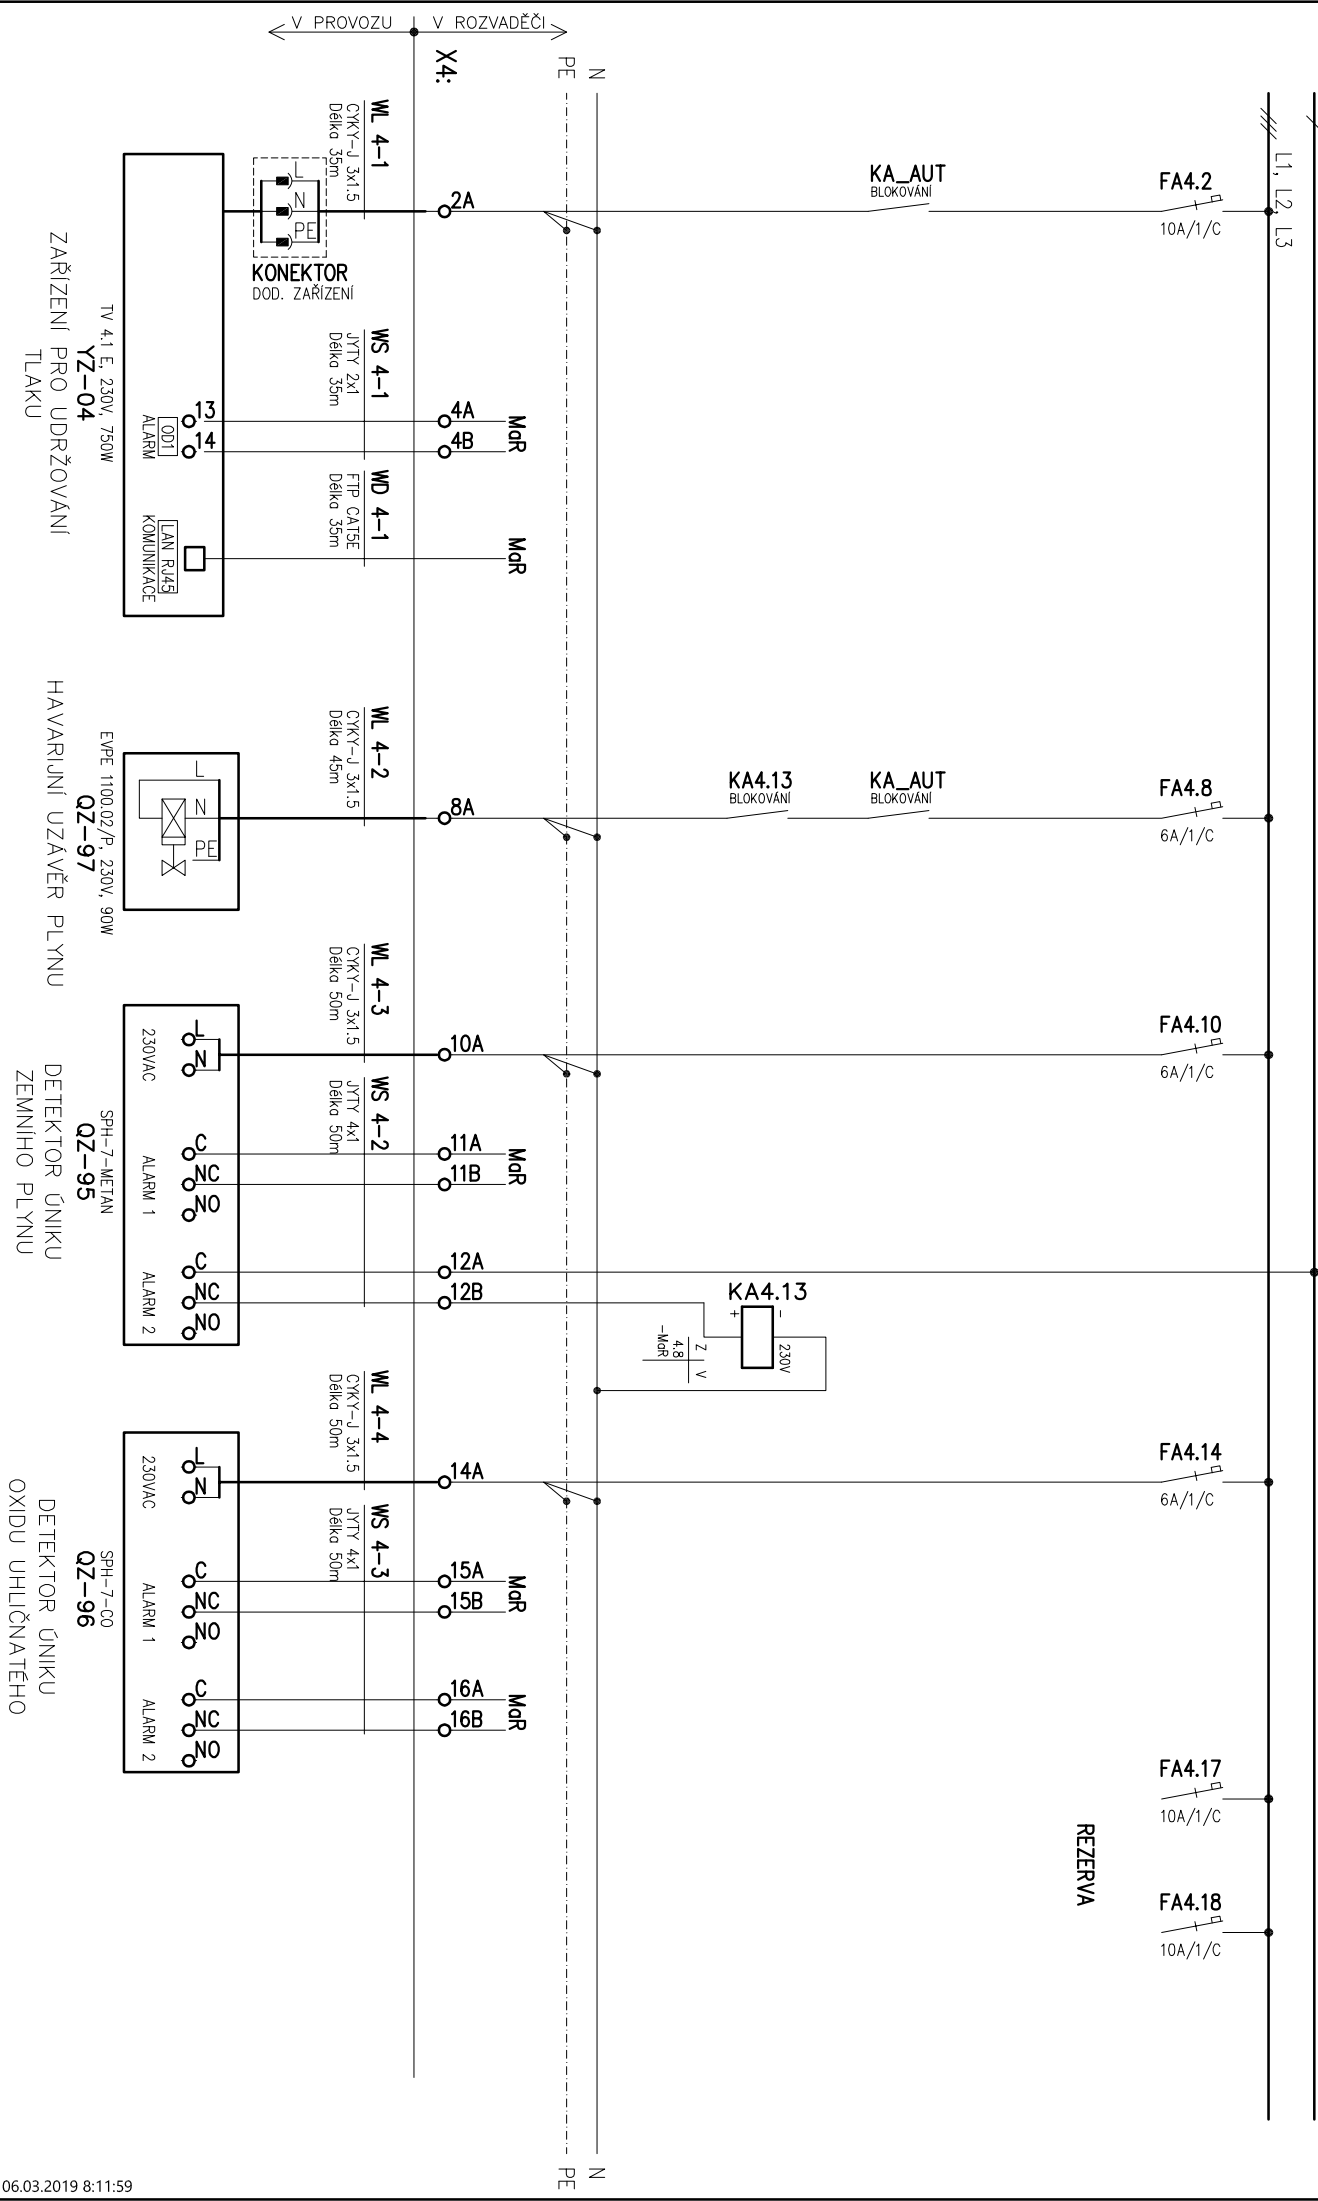 V PROVOZU
V ROZVADĚČI
X4:
PE
N
L1, L2, L3
FA4.2
10A/1/C
KA_AUT
BLOKOVÁNÍ
2A
WL 4-1
CYKY-J 3x1.5
Délka 35m
L
N
PE
KONEKTOR
DOD. ZAŘÍZENÍ
WS 4-1
JYTY 2x1
Délka 35m
4A
4B
MaR
13
14
OD1
ALARM
WD 4-1
FTP CAT5E
Délka 35m
MaR
LAN RJ45
KOMUNIKACE
TV 4.1 E, 230V, 750W
YZ-04
ZAŘÍZENÍ PRO UDRŽOVÁNÍ
TLAKU
FA4.8
6A/1/C
KA_AUT
BLOKOVÁNÍ
KA4.13
BLOKOVÁNÍ
8A
WL 4-2
CYKY-J 3x1.5
Délka 45m
L
N
PE
EVPE 1100.02/P, 230V, 90W
QZ-97
HAVARIJNÍ UZÁVĚR PLYNU
FA4.10
6A/1/C
10A
WL 4-3
CYKY-J 3x1.5
Délka 50m
L
N
230VAC
WS 4-2
JYTY 4x1
Délka 50m
11A
11B
MaR
C
NC
NO
ALARM 1
12A
12B
C
NC
NO
ALARM 2
KA4.13
+
-
230V
Z
V
4.8
-MaR
SPH-7-METAN
QZ-95
DETEKTOR ÚNIKU
ZEMNÍHO PLYNU
FA4.14
6A/1/C
14A
WL 4-4
CYKY-J 3x1.5
Délka 50m
L
N
230VAC
WS 4-3
JYTY 4x1
Délka 50m
15A
15B
MaR
C
NC
NO
ALARM 1
16A
16B
MaR
C
NC
NO
ALARM 2
SPH-7-CO
QZ-96
DETEKTOR ÚNIKU
OXIDU UHLIČNATÉHO
FA4.17
10A/1/C
REZERVA
FA4.18
10A/1/C
PE
N
06.03.2019 8:11:59